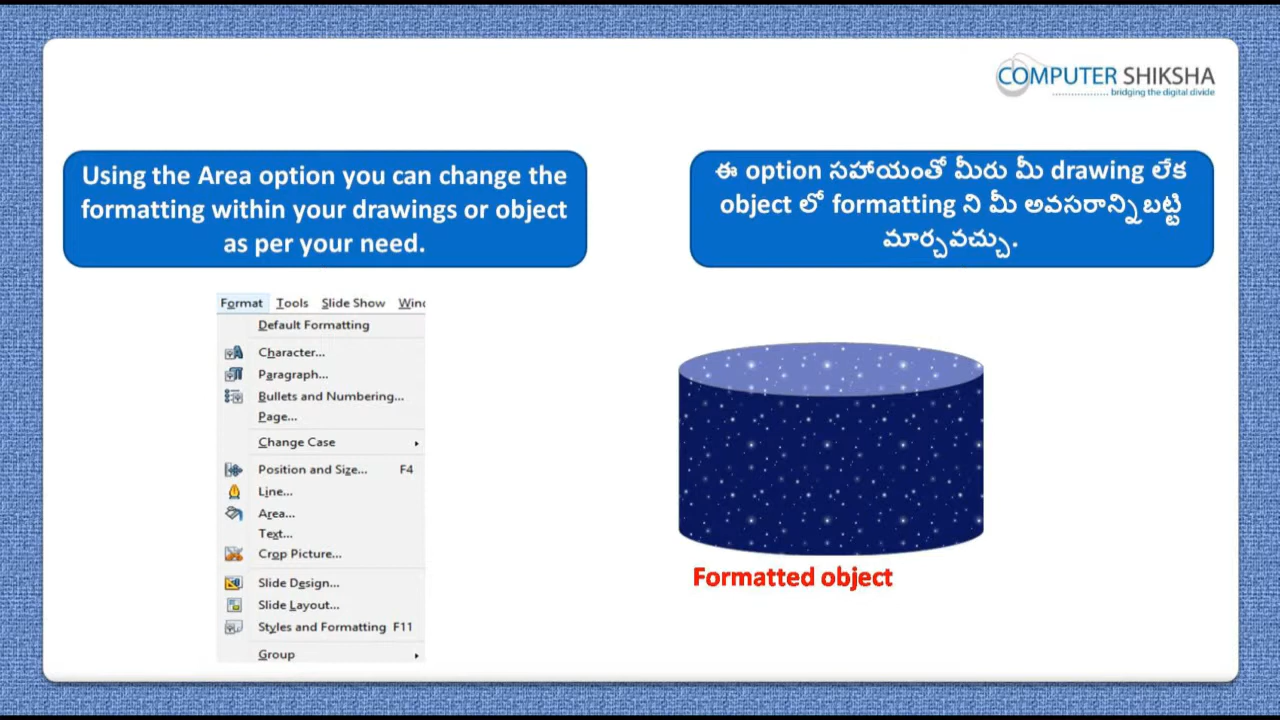 COMPUTER SHIKSHA
bridging the digital divide
Using the Area option you can change the
formatting within your drawings or object
as per your need.
ఈ option సహాయంతో మీరు మీ drawing లేక
object లో formatting ని మీ అవసరాన్ని బట్టి
మార్చవచ్చు.
Format Tools Slide Show Winc
Default Formatting
Character...
Paragraph...
Bullets and Numbering...
Page...
Change Case
Position and Size... F4
Line...
Area...
Text...
Crop Picture...
Slide Design...
Slide Layout...
Styles and Formatting F11
Group
Formatted object